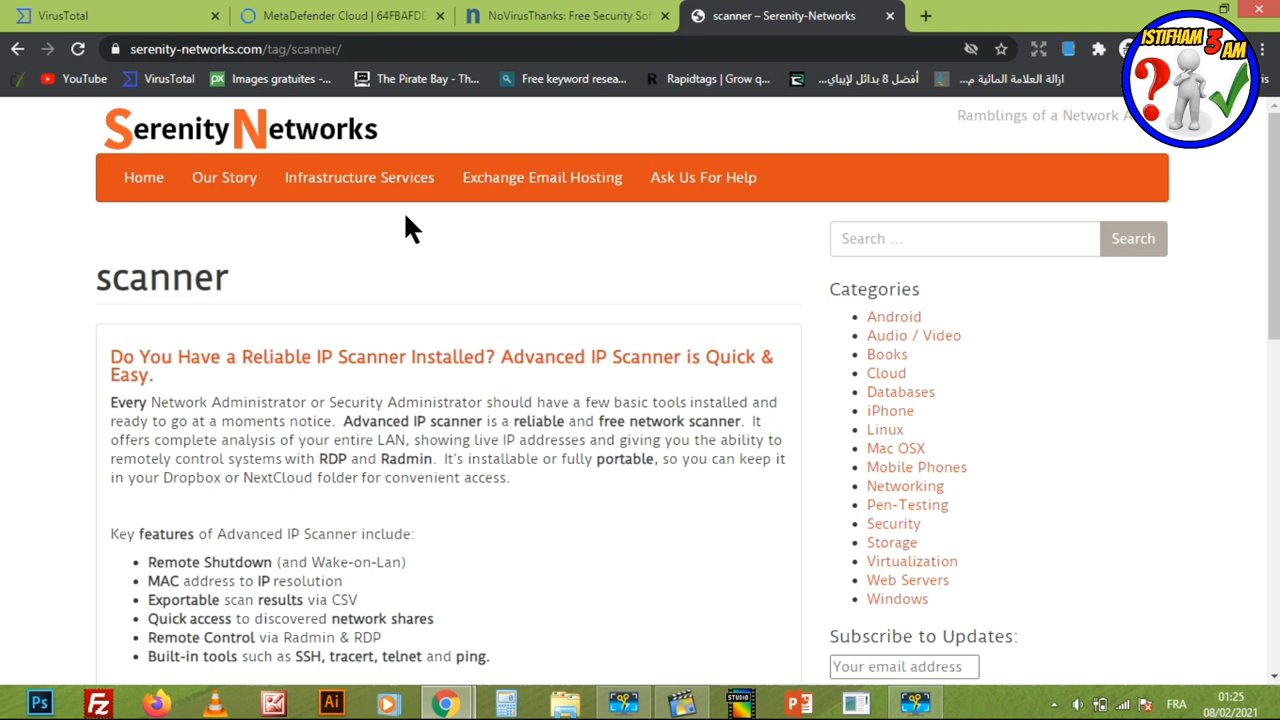 VirusTotal
MetaDefender Cloud | 64FBAFDD
NoVirusThanks: Free Security Sof
scanner – Serenity-Networks
serenity-networks.com/tag/scanner/
YouTube
VirusTotal
Images gratuites -...
The Pirate Bay - Th...
Free keyword resea...
Rapidtags | Grow q...
أفضل 8 بدائل لإيباي...
ازالة العلامة المائية م...
ISTIFHAM 3 AM
Serenity Networks
Ramblings of a Network A
Home
Our Story
Infrastructure Services
Exchange Email Hosting
Ask Us For Help
scanner
Do You Have a Reliable IP Scanner Installed? Advanced IP Scanner is Quick &
Easy.
Every Network Administrator or Security Administrator should have a few basic tools installed and
ready to go at a moments notice. Advanced IP scanner is a reliable and free network scanner. It
offers complete analysis of your entire LAN, showing live IP addresses and giving you the ability to
remotely control systems with RDP and Radmin. It's installable or fully portable, so you can keep it
in your Dropbox or NextCloud folder for convenient access.
Key features of Advanced IP Scanner include:
Remote Shutdown (and Wake-on-Lan)
MAC address to IP resolution
Exportable scan results via CSV
Quick access to discovered network shares
Remote Control via Radmin & RDP
Built-in tools such as SSH, tracert, telnet and ping.
Search ...
Search
Categories
Android
Audio / Video
Books
Cloud
Databases
iPhone
Linux
Mac OSX
Mobile Phones
Networking
Pen-Testing
Security
Storage
Virtualization
Web Servers
Windows
Subscribe to Updates:
Your email address
Ps
Fz
Ai
STUDIO
FR
01:25
08/02/2021